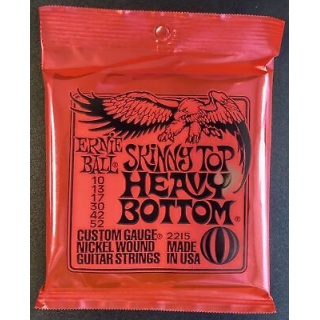 ERNIE BALL®
SKINNY TOP
HEAVY
BOTTOM®
10
13
17
30
42
52
CUSTOM GAUGE®
NICKEL WOUND
GUITAR STRINGS
2215
MADE
IN USA